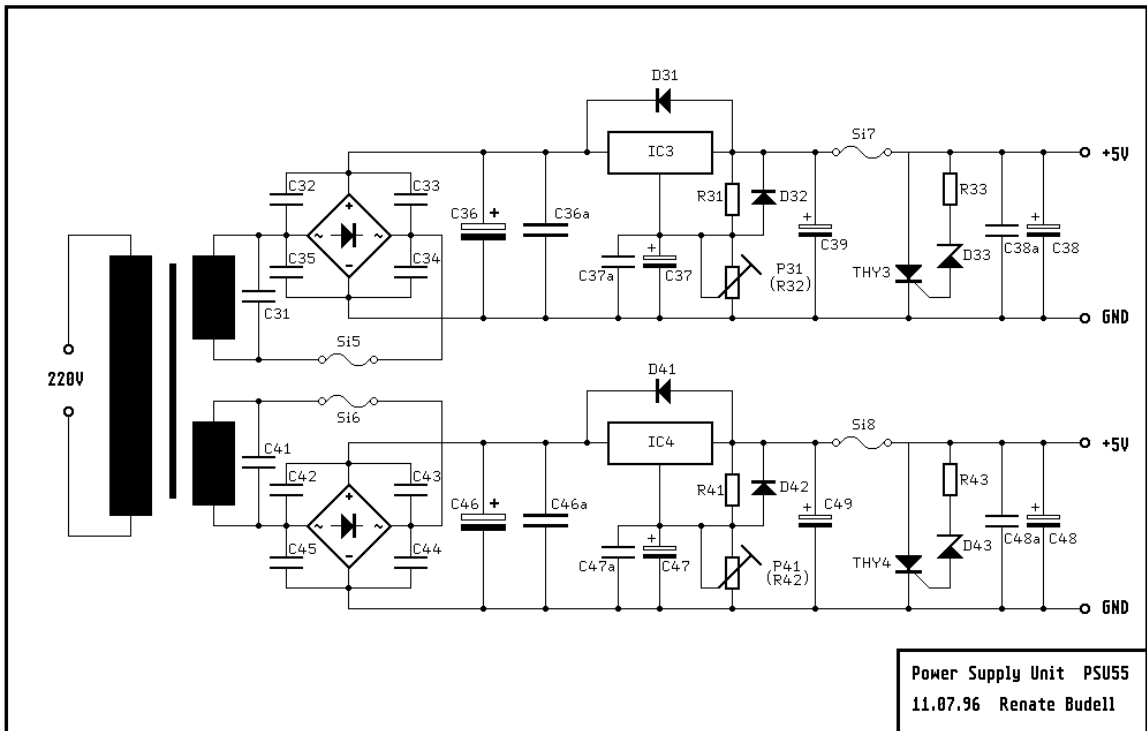 D31
Si7
IC3
+5V
C32
C33
R31
D32
R33
C36
+
C36a
+
+
+
+
C39
C38a
C38
D33
~
~
C35
-
C34
C37a
C37
P31
(R32)
THY3
C31
GND
Si5
220V
D41
Si6
Si8
IC4
+5V
C41
C42
C43
R41
D42
R43
C46
+
C46a
+
+
+
+
C49
~
~
C45
-
C44
C47a
C47
P41
(R42)
THY4
D43
C48a
C48
GND
Power Supply Unit PSU55
11.07.96 Renate Budell